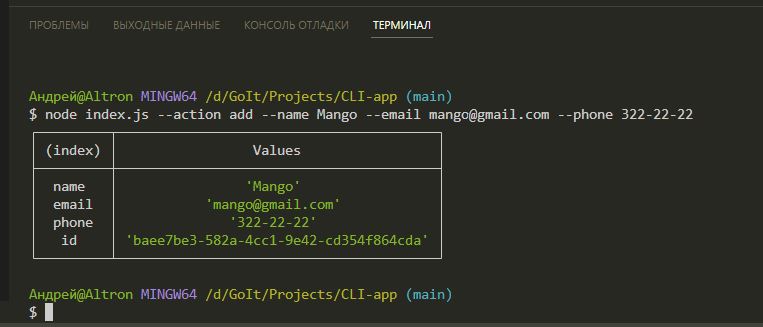 ПРОБЛЕМЫ ВЫХОДНЫЕ ДАННЫЕ КОНСОЛЬ ОТЛАДКИ ТЕРМИНАЛ
Андрей@Altron MINGW64 /d/GoIt/Projects/CLI-app (main)
$ node index.js --action add --name Mango --email mango@gmail.com --phone 322-22-22
(index) Values
name 'Mango'
email 'mango@gmail.com'
phone '322-22-22'
id 'baee7be3-582a-4cc1-9e42-cd354f864cda'
Андрей@Altron MINGW64 /d/GoIt/Projects/CLI-app (main)
$